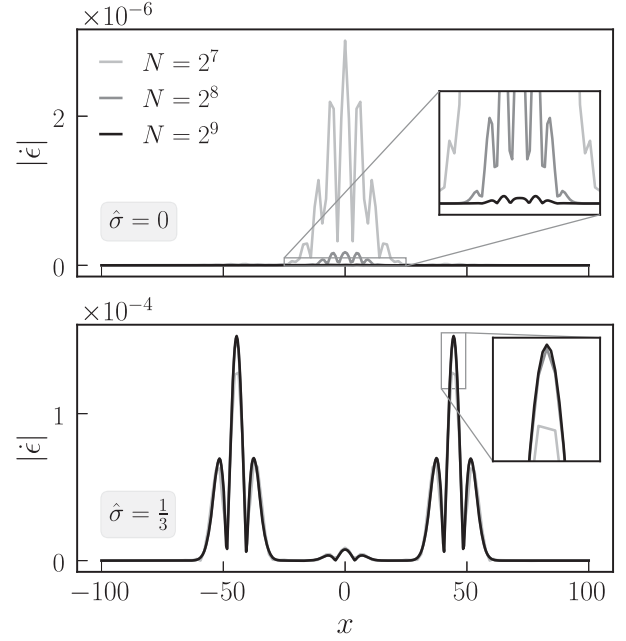 ×10⁻⁶
N = 2⁷
N = 2⁸
N = 2⁹
2
|ϵ̇|
σ̂ = 0
0
×10⁻⁴
1
|ϵ̇|
σ̂ = 1/3
0
−100 −50 0 50 100
x